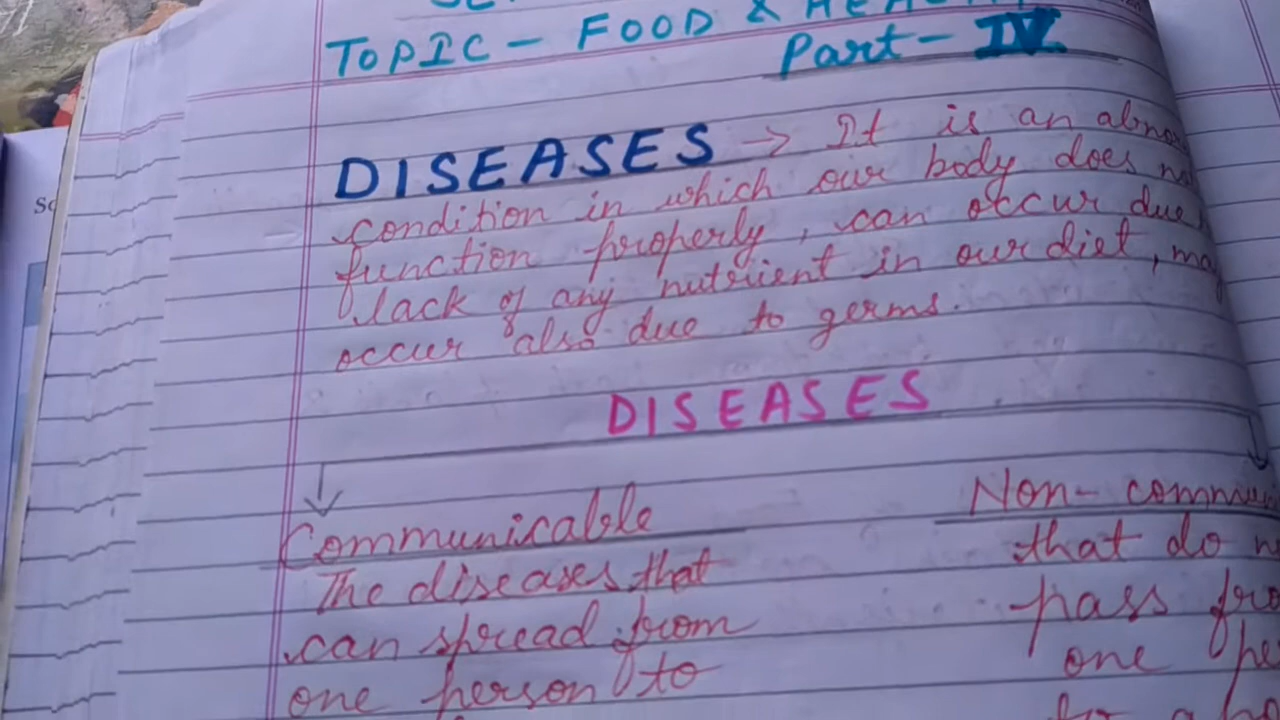 TOPIC - FOOD &
Part - IV
DISEASES → It is an
condition in which our body does
function properly, can occur due
lack of any nutrient in our diet,
occur also due to germs.
DISEASES
Communicable
The diseases that
can spread from
one person to
Non-
that do
pass
one